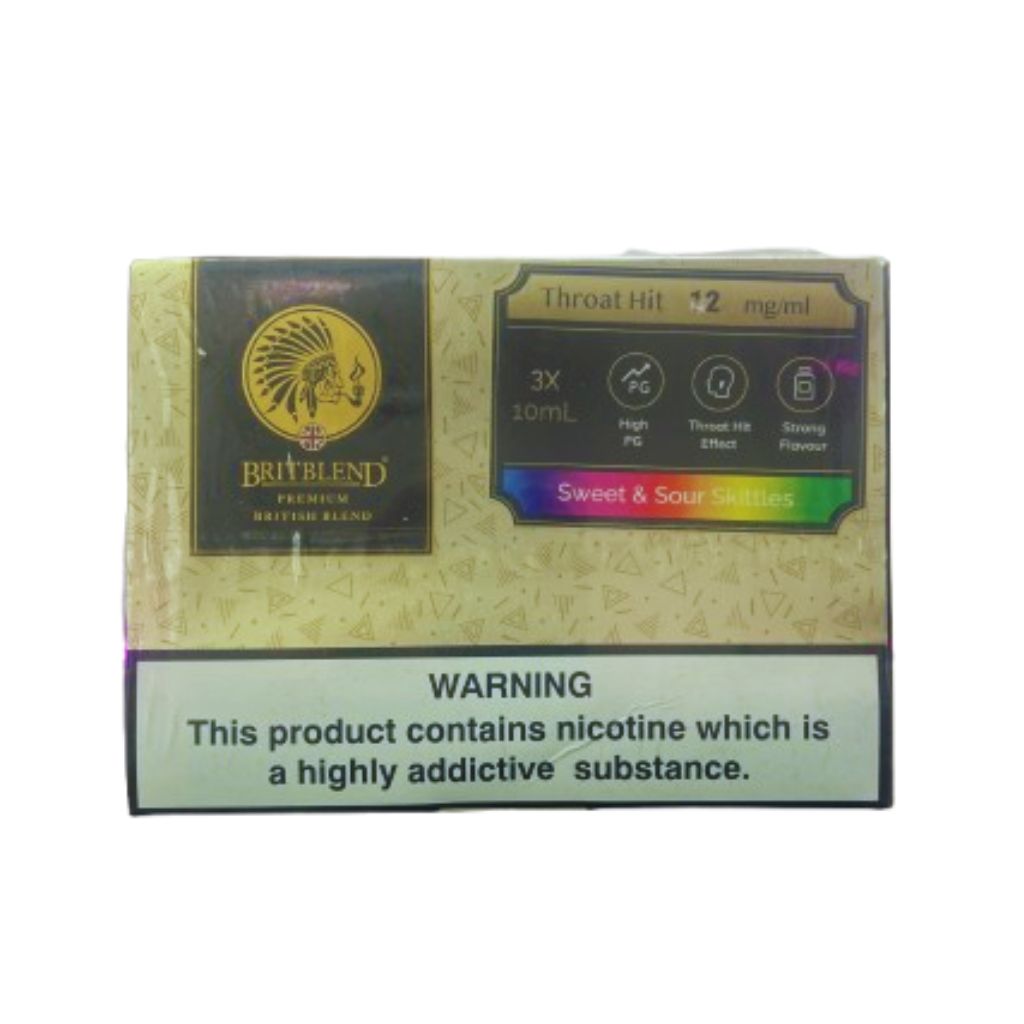 Throat Hit 12 mg/ml
3X
10mL
PG
High
PG
Throat Hit
Effect
Strong
Flavour
BRITBLEND®
PREMIUM
BRITISH BLEND
Sweet & Sour Skittles
WARNING
This product contains nicotine which is
a highly addictive substance.